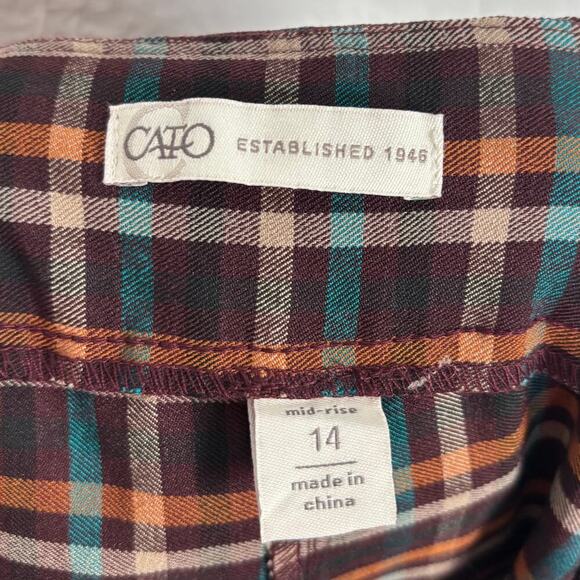 CATO ESTABLISHED 1946
mid-rise
14
made in
china